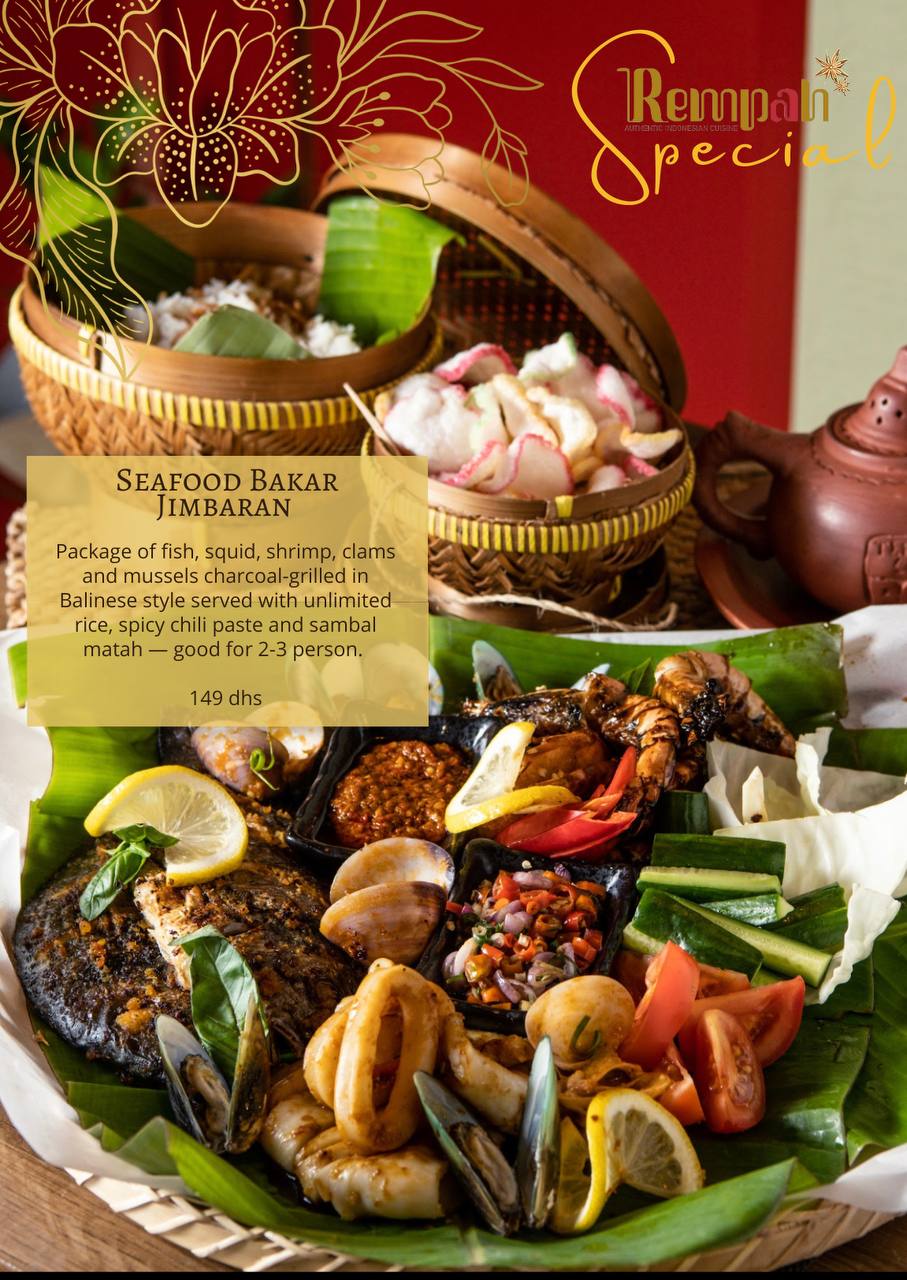 Rempah
AUTHENTIC INDONESIAN CUISINE
Special
SEAFOOD BAKAR
JIMBARAN
Package of fish, squid, shrimp, clams
and mussels charcoal-grilled in
Balinese style served with unlimited
rice, spicy chili paste and sambal
matah — good for 2-3 person.
149 dhs